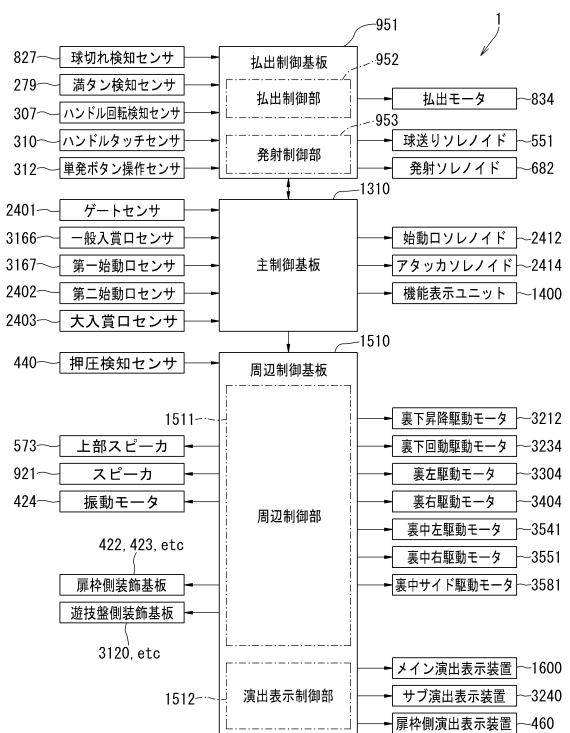 1
951
827 球切れ検知センサ 払出制御基板
952
279 満タン検知センサ 払出制御部 払出モータ 834
307 ハンドル回転検知センサ
953
310 ハンドルタッチセンサ 発射制御部 球送りソレノイド 551
312 単発ボタン操作センサ 発射ソレノイド 682
1310
2401 ゲートセンサ 主制御基板
3166 一般入賞口センサ 始動口ソレノイド 2412
3167 第一始動口センサ アタッカソレノイド 2414
2402 第二始動口センサ 機能表示ユニット 1400
2403 大入賞口センサ
1510
440 押圧検知センサ 周辺制御基板
1511 周辺制御部
裏下昇降駆動モータ 3212
573 上部スピーカ 裏下回動駆動モータ 3234
921 スピーカ 裏左駆動モータ 3304
424 振動モータ 裏右駆動モータ 3404
裏中左駆動モータ 3541
422, 423, etc 裏中右駆動モータ 3551
扉枠側装飾基板 裏中サイド駆動モータ 3581
遊技盤側装飾基板
3120, etc
メイン演出表示装置 1600
1512 演出表示制御部 サブ演出表示装置 3240
扉枠側演出表示装置 460